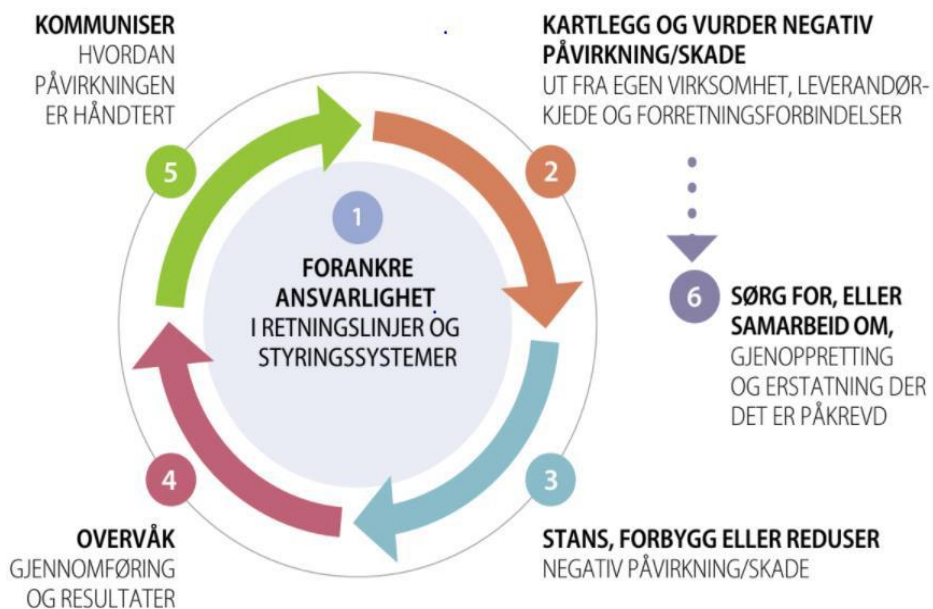 1
FORANKRE
ANSVARLIGHET
I RETNINGSLINJER OG
STYRINGSSYSTEMER
2
KARTLEGG OG VURDER NEGATIV
PÅVIRKNING/SKADE
UT FRA EGEN VIRKSOMHET, LEVERANDØR-
KJEDE OG FORRETNINGSFORBINDELSER
3
STANS, FORBYGG ELLER REDUSER
NEGATIV PÅVIRKNING/SKADE
4
OVERVÅK
GJENNOMFØRING
OG RESULTATER
5
KOMMUNISER
HVORDAN
PÅVIRKNINGEN
ER HÅNDTERT
6
SØRG FOR, ELLER
SAMARBEID OM,
GJENOPPRETTING
OG ERSTATNING DER
DET ER PÅKREVD